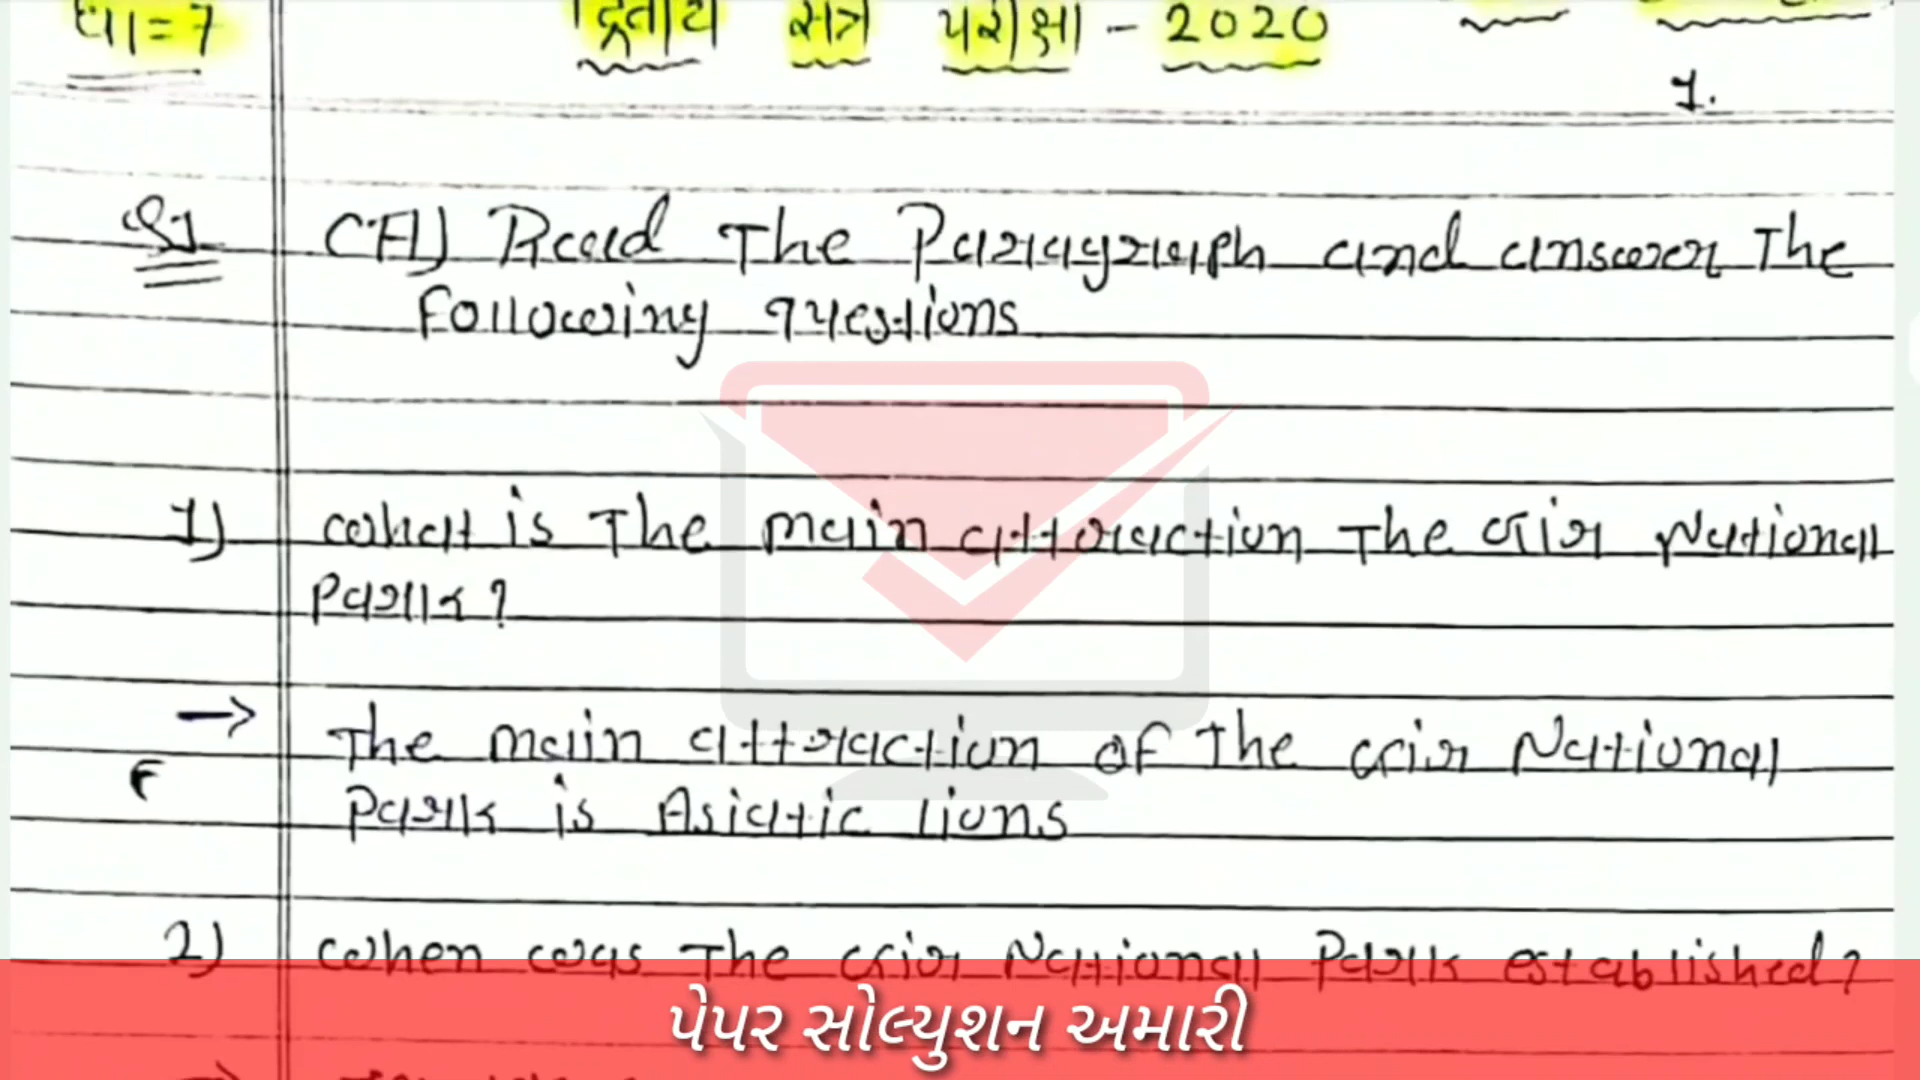 ધો=7 દ્વિતીય સત્ર પરીક્ષા - 2020
1.
Q1 (A) Read The Paragraph and answer The
Following questions
1) What is The main attraction The Gir National
Park?
→ The main attraction of The Gir National
Park is Asiatic lions
2) When was The Gir National Park established?
પેપર સોલ્યુશન અમારી